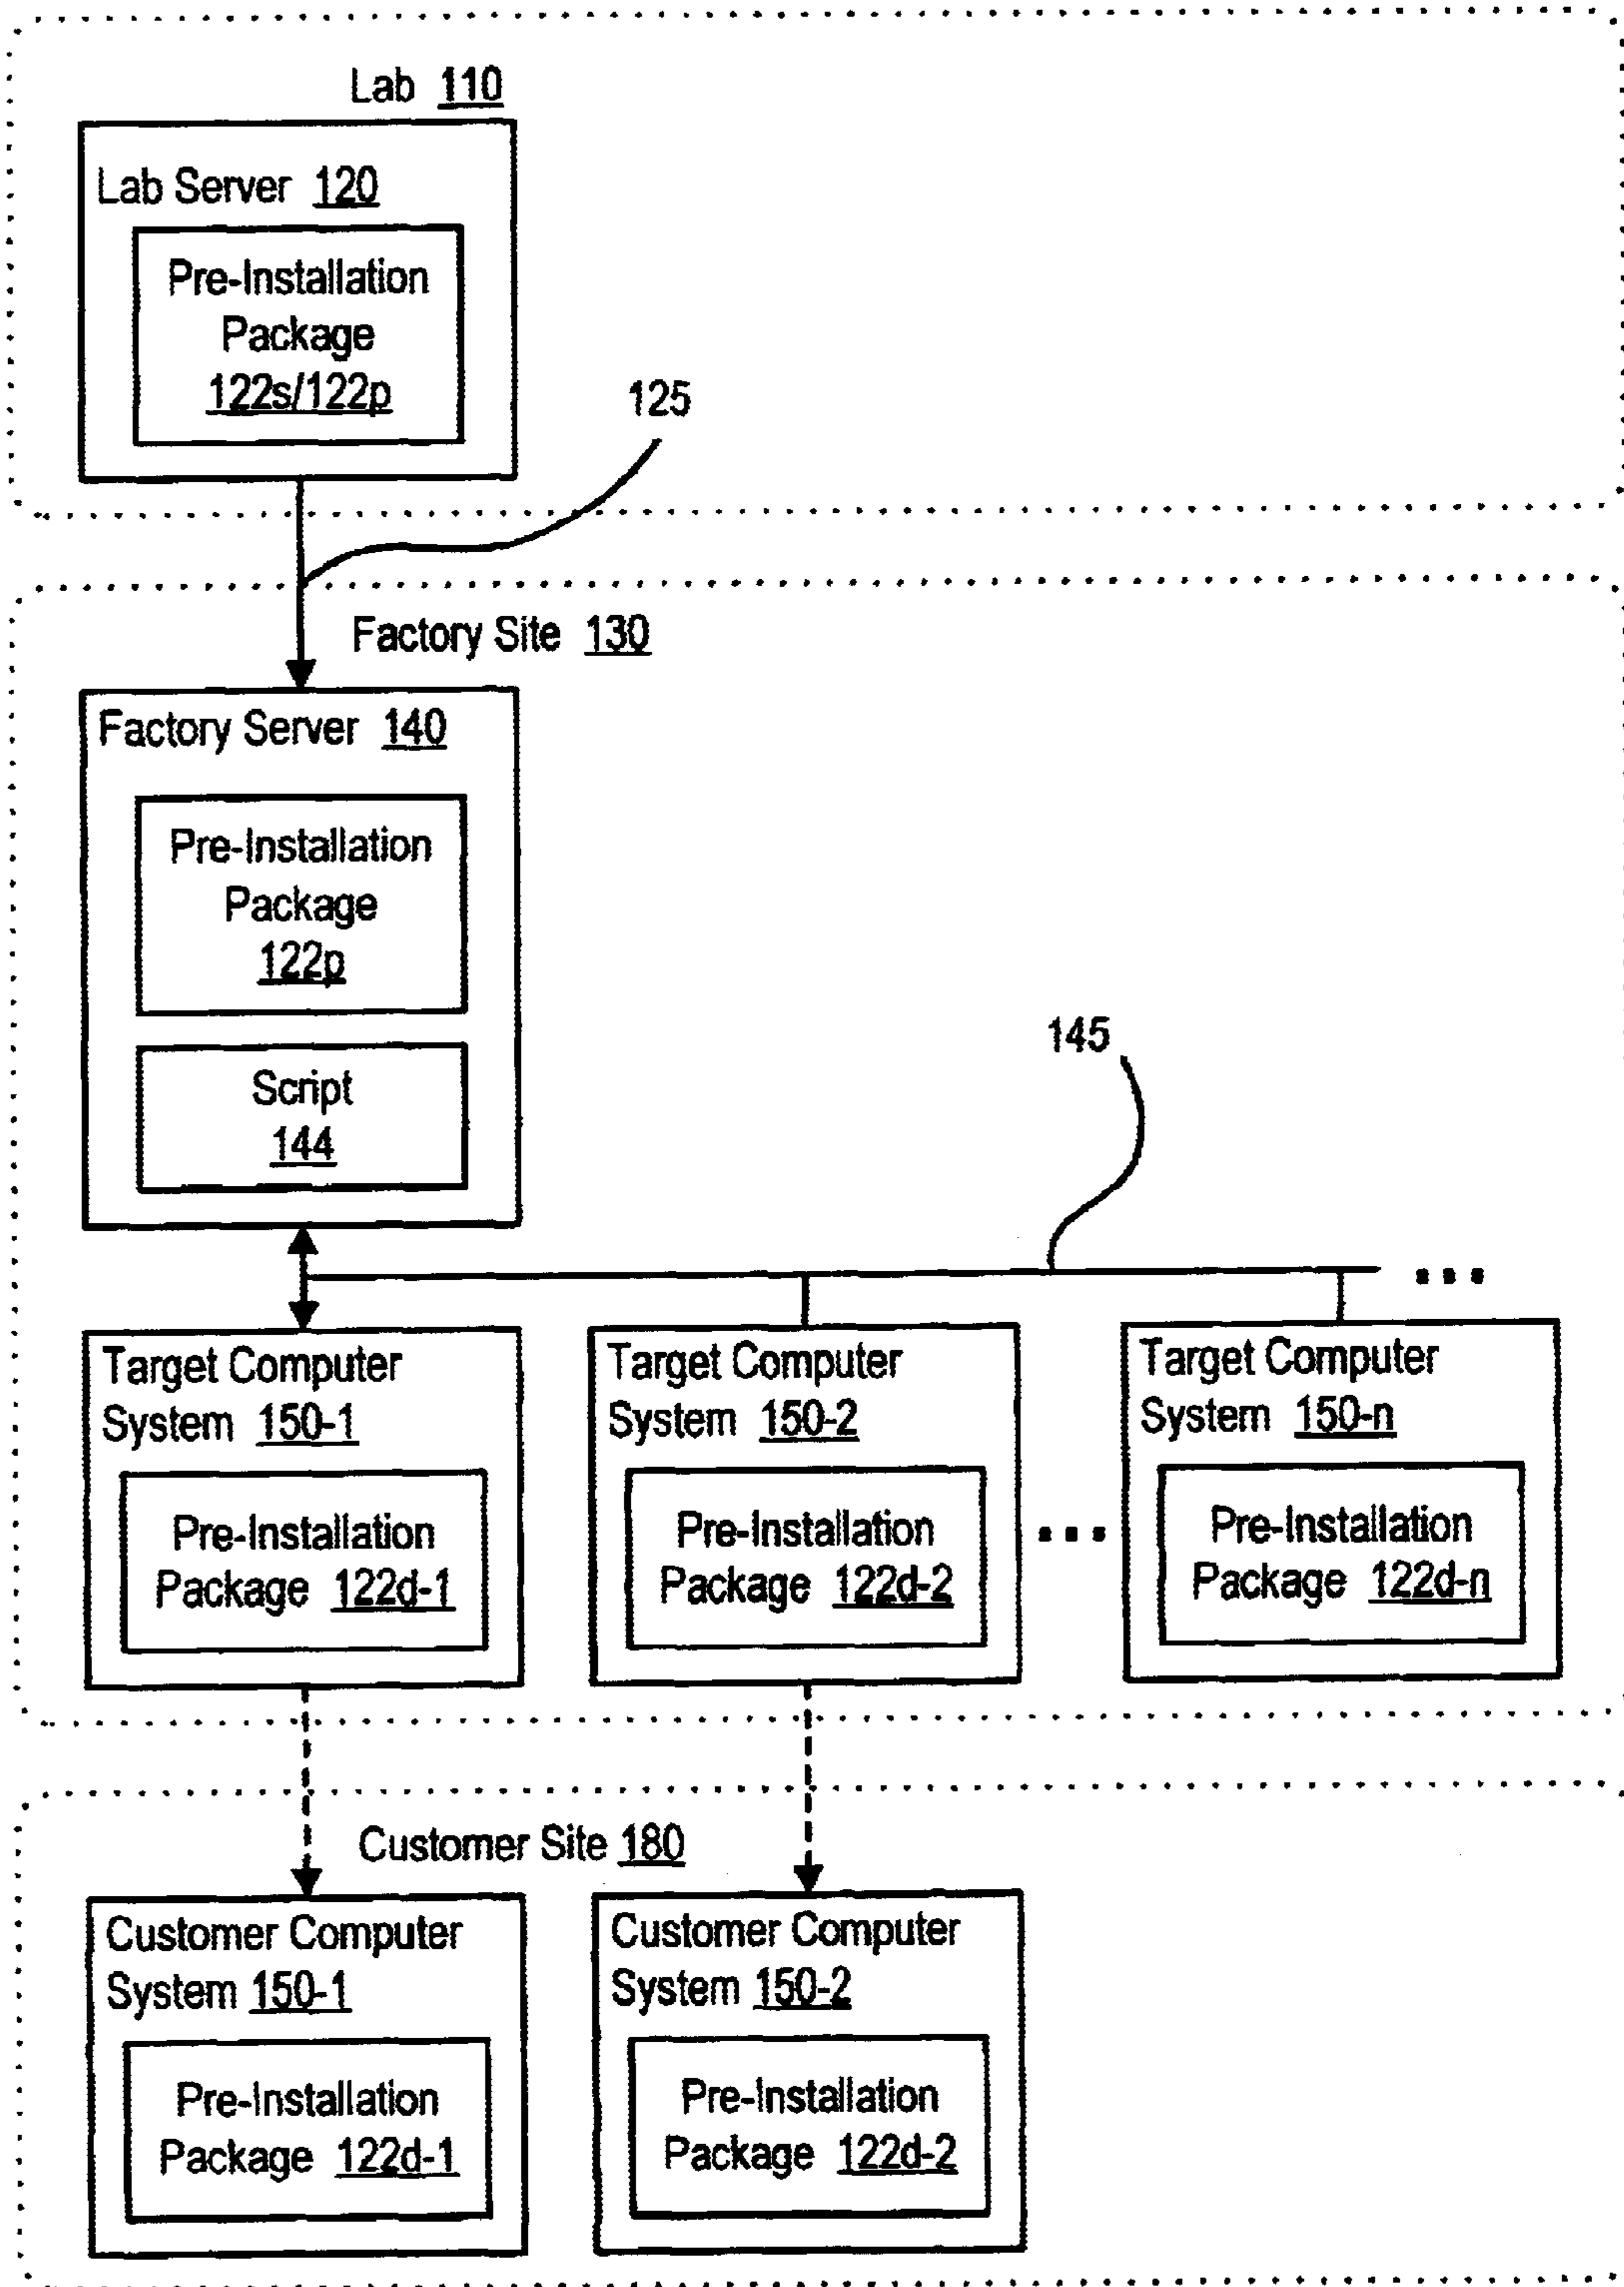 Lab 110
Lab Server 120
Pre-Installation
Package
122s/122p
125
Factory Site 130
Factory Server 140
Pre-Installation
Package
122p
Script
144
145
...
Target Computer
System 150-1
Pre-Installation
Package 122d-1
Target Computer
System 150-2
Pre-Installation
Package 122d-2
...
Target Computer
System 150-n
Pre-Installation
Package 122d-n
Customer Site 180
Customer Computer
System 150-1
Pre-Installation
Package 122d-1
Customer Computer
System 150-2
Pre-Installation
Package 122d-2